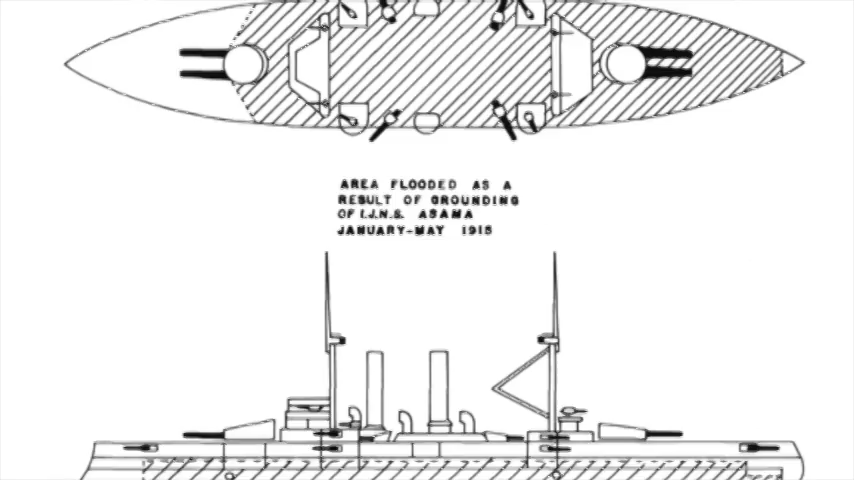 AREA FLOODED AS A
RESULT OF GROUNDING
OF I.J.N.S. ASAMA
JANUARY-MAY 1915